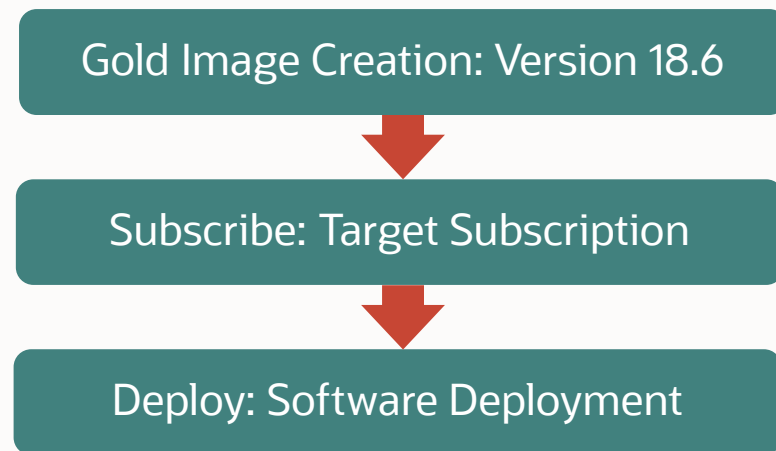 Gold Image Creation: Version 18.6
Subscribe: Target Subscription
Deploy: Software Deployment